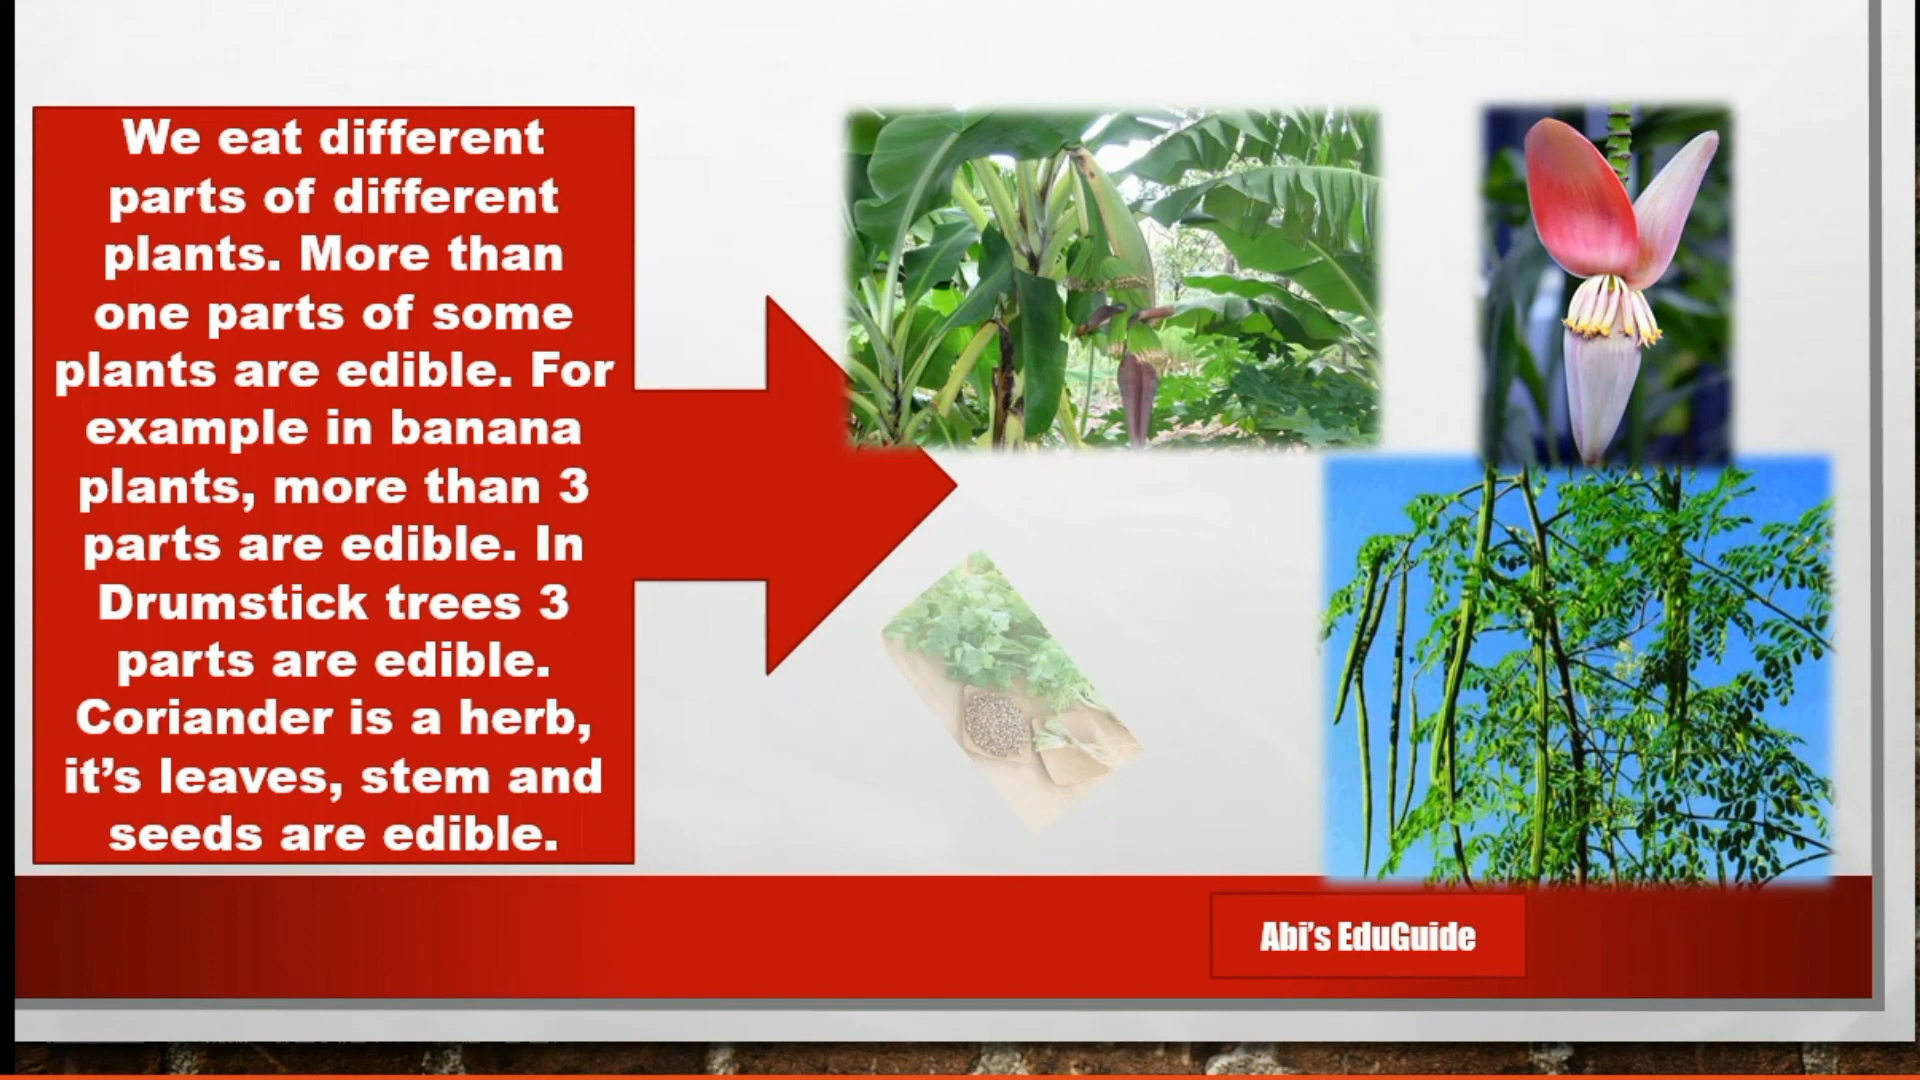 We eat different
parts of different
plants. More than
one parts of some
plants are edible. For
example in banana
plants, more than 3
parts are edible. In
Drumstick trees 3
parts are edible.
Coriander is a herb,
it’s leaves, stem and
seeds are edible.
Abi’s EduGuide